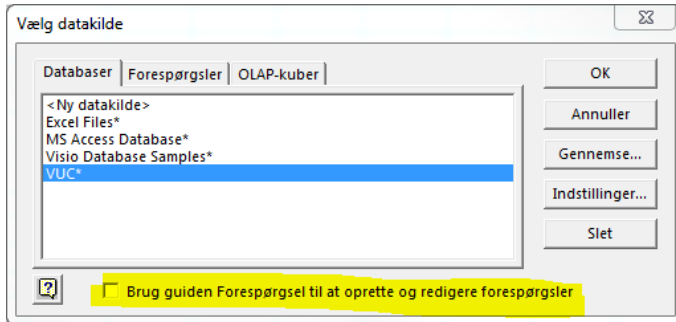 Vælg datakilde
Databaser Forespørgsler OLAP-kuber
<Ny datakilde>
Excel Files*
MS Access Database*
Visio Database Samples*
VUC*
OK
Annuller
Gennemse...
Indstillinger...
Slet
Brug guiden Forespørgsel til at oprette og redigere forespørgsler